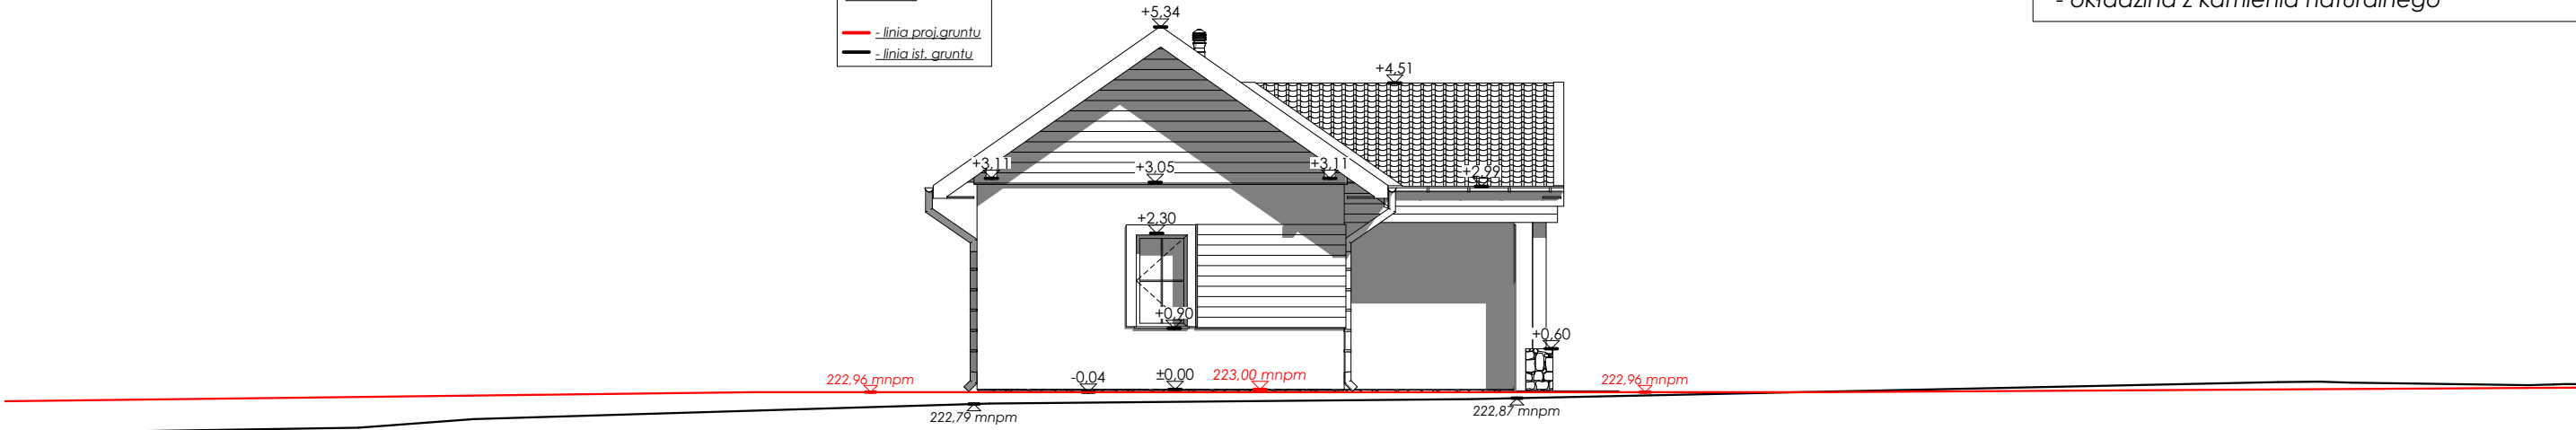 - okładzina z kamienia naturalnego
+5,34
- linia proj.gruntu
- linia ist. gruntu
+4,51
+3,11
+3,05
+3,11
+2,99
+2,30
+0,90
+0,60
222,96 mnpm
-0,04
±0,00
223,00 mnpm
222,96 mnpm
222,79 mnpm
222,87 mnpm